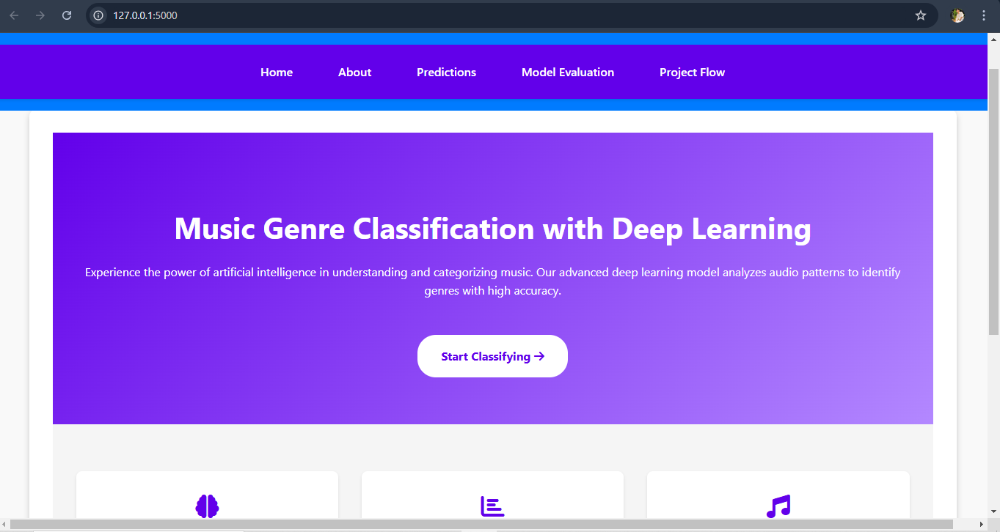 127.0.0.1:5000
Home About Predictions Model Evaluation Project Flow
Music Genre Classification with Deep Learning
Experience the power of artificial intelligence in understanding and categorizing music. Our advanced deep learning model analyzes audio patterns to identify
genres with high accuracy.
Start Classifying →